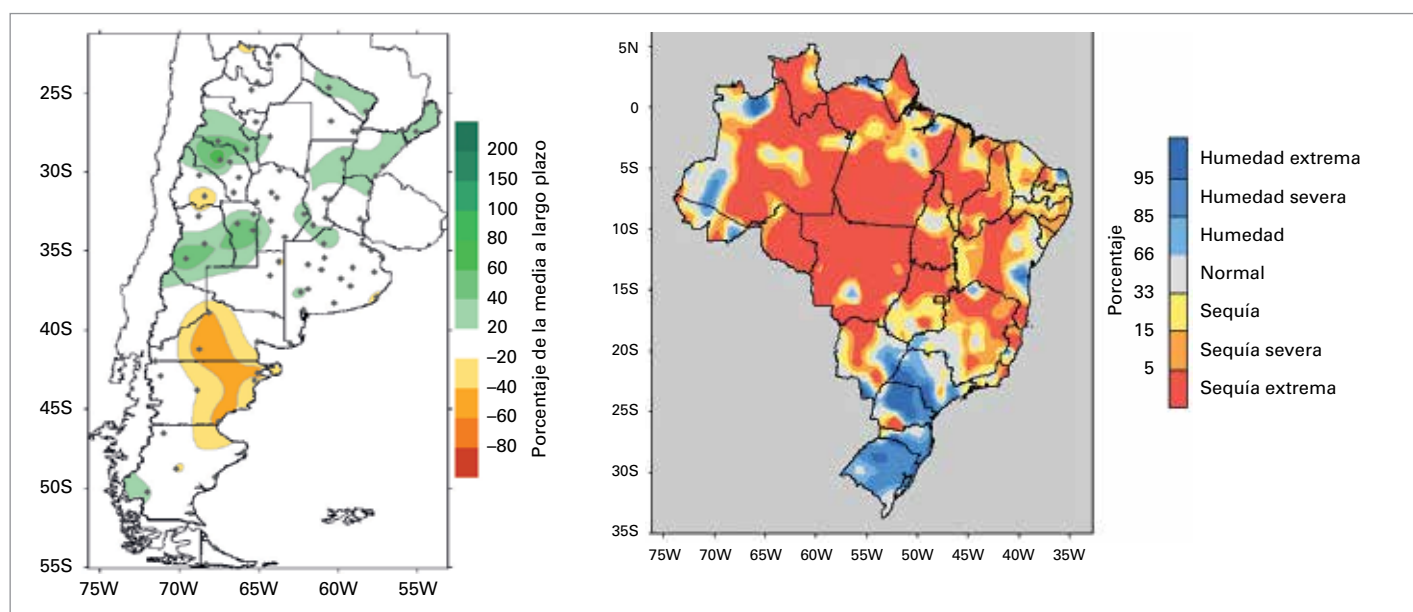 25S
30S
35S
40S
45S
50S
55S
75W 70W 65W 60W 55W
200
150
100
80
60
40
20
−20
−40
−60
−80
Porcentaje de la media a largo plazo
5N
0
5S
10S
15S
20S
25S
30S
35S
75W 70W 65W 60W 55W 50W 45W 40W 35W
Porcentaje
95
85
66
33
15
5
Humedad extrema
Humedad severa
Humedad
Normal
Sequía
Sequía severa
Sequía extrema